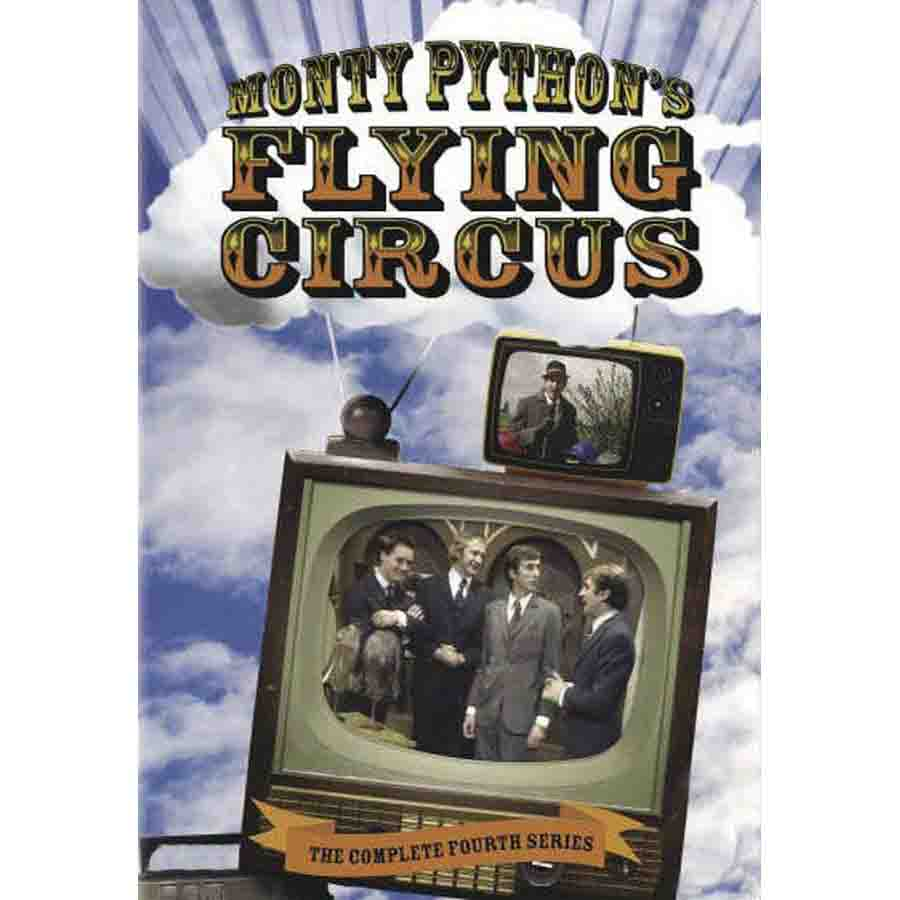 MONTY PYTHON'S
FLYING
CIRCUS
THE COMPLETE FOURTH SERIES